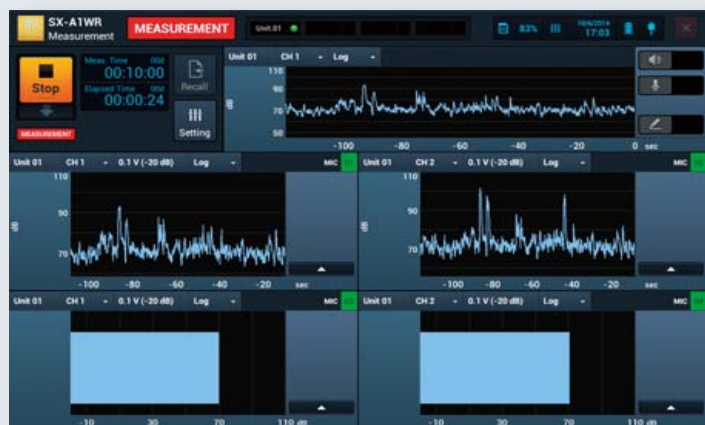 SX-A1WR
Measurement
MEASUREMENT
Unit.01
83%
10/6/2014
17:03
Stop
MEASUREMENT
Meas. Time 00d
00:10:00
Elapsed Time 00d
00:00:24
Recall
Setting
Unit 01 CH 1 Log
110
90
70
50
dB
-100 -80 -60 -40 -20 0 sec
Unit 01 CH 1 0.1 V (-20 dB) Log MIC
110
90
70
dB
-100 -80 -60 -40 -20 sec
Unit 01 CH 2 0.1 V (-20 dB) Log MIC
110
90
70
dB
-100 -80 -60 -40 -20 sec
Unit 01 CH 1 0.1 V (-20 dB) Log MIC
-10 30 70 110 dB
Unit 01 CH 2 0.1 V (-20 dB) Log MIC
-10 30 70 110 dB